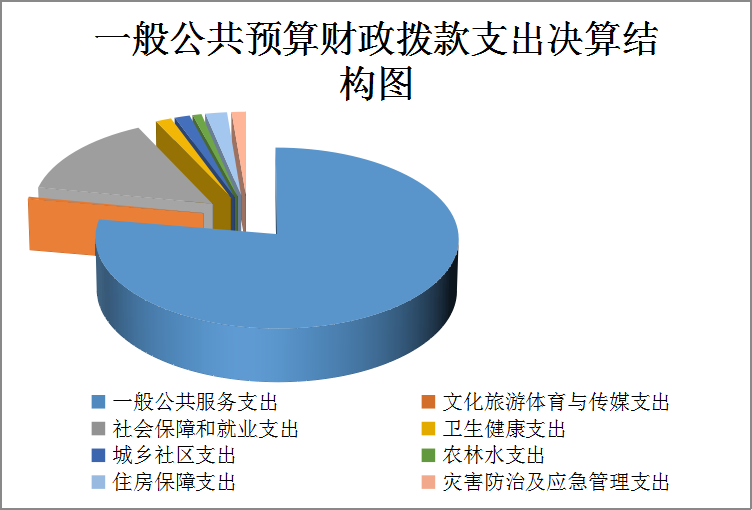 一般公共预算财政拨款支出决算结
构图
一般公共服务支出 文化旅游体育与传媒支出
社会保障和就业支出 卫生健康支出
城乡社区支出 农林水支出
住房保障支出 灾害防治及应急管理支出